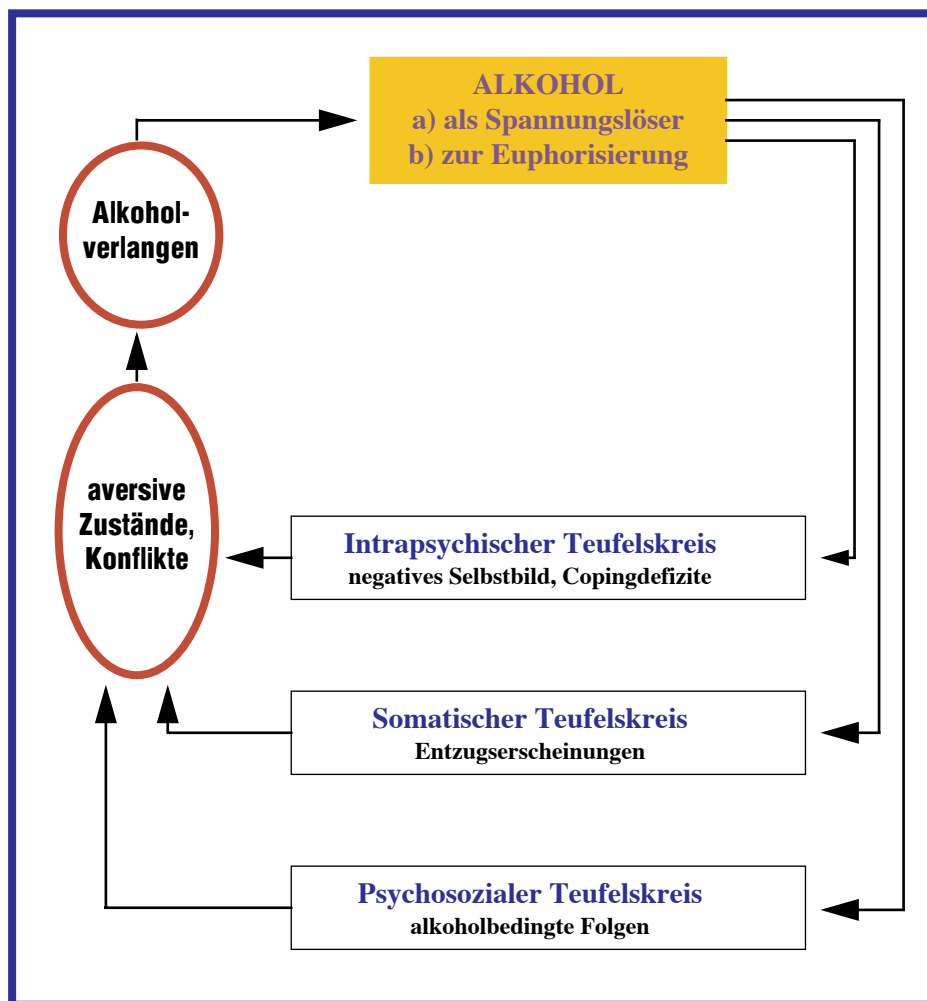 ALKOHOL
a) als Spannungslöser
b) zur Euphorisierung
Alkohol-
verlangen
aversive
Zustände,
Konflikte
Intrapsychischer Teufelskreis
negatives Selbstbild, Copingdefizite
Somatischer Teufelskreis
Entzugserscheinungen
Psychosozialer Teufelskreis
alkoholbedingte Folgen